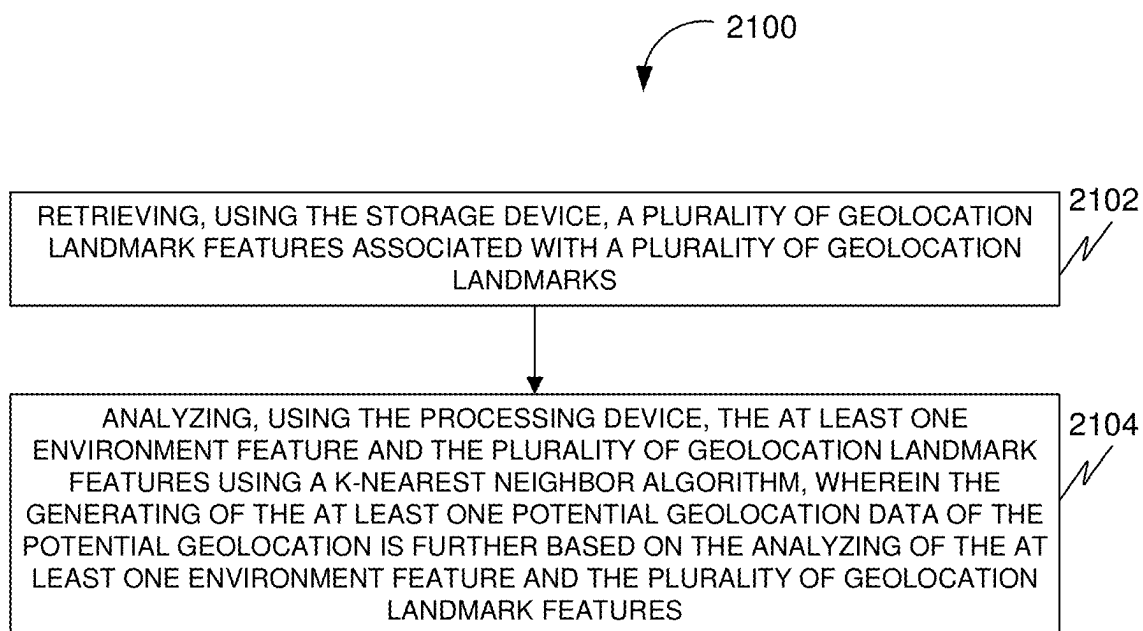 2100
RETRIEVING, USING THE STORAGE DEVICE, A PLURALITY OF GEOLOCATION
LANDMARK FEATURES ASSOCIATED WITH A PLURALITY OF GEOLOCATION
LANDMARKS
2102
ANALYZING, USING THE PROCESSING DEVICE, THE AT LEAST ONE
ENVIRONMENT FEATURE AND THE PLURALITY OF GEOLOCATION LANDMARK
FEATURES USING A K-NEAREST NEIGHBOR ALGORITHM, WHEREIN THE
GENERATING OF THE AT LEAST ONE POTENTIAL GEOLOCATION DATA OF THE
POTENTIAL GEOLOCATION IS FURTHER BASED ON THE ANALYZING OF THE AT
LEAST ONE ENVIRONMENT FEATURE AND THE PLURALITY OF GEOLOCATION
LANDMARK FEATURES
2104